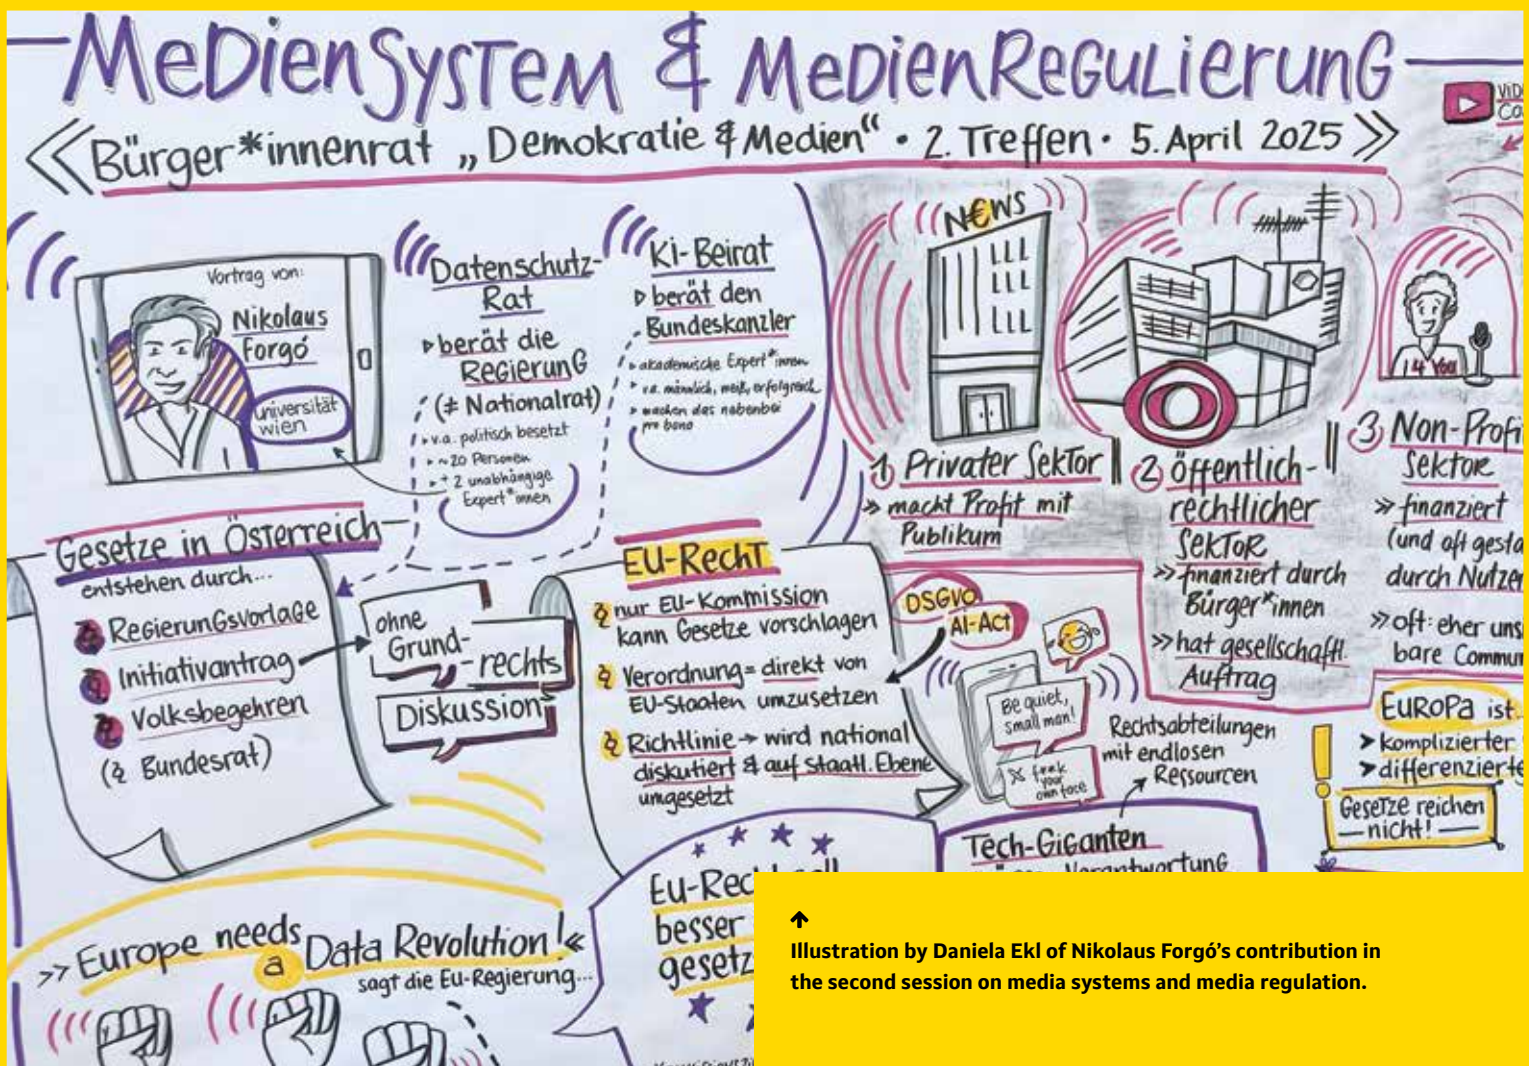 MeDienSysTeM & MeDienReGuLierunG
Bürger*innenrat „Demokratie & Medien“ · 2. Treffen · 5. April 2025
Vortrag von:
Nikolaus
Forgó
universität
wien
Datenschutz-
Rat
berät die
ReGierunG
(≠ Nationalrat)
v.a. politisch besetzt
~20 Personen
+ 2 unabhängige
Expert*innen
Ki-Beirat
berät den
Bundeskanzler
akademische Expert*innen
v.a. männlich, weiß, erfolgreich
machen das nebenbei
pro bono
N€WS
1 Privater SekTor
» macht Profit mit
Publikum
2 öffentlich-
rechtlicher
SekToR
» finanziert durch
Bürger*innen
» hat gesellschaftl.
Auftrag
3 Non-Profi
Sektor
» finanziert
(und oft gesta
durch Nutzer
» oft: eher uns
bare Commun
Gesetze in Österreich
entstehen durch...
§ ReGierunGsvorlaGe
§ Initiativantrag
§ Volksbegehren
(§ Bundesrat)
ohne
Grund-
rechts
Diskussion
EU-RechT
§ nur EU-Kommission
kann Gesetze vorschlagen
§ Verordnung = direkt von
EU-Staaten umzusetzen
§ Richtlinie → wird national
diskutiert & auf staatl. Ebene
umgesetzt
DSGVO
AI-Act
Be quiet,
small man!
your
own face
Rechtsabteilungen
mit endlosen
Ressourcen
Tech-GiGanten
Verantwortung
EuROPa ist
komplizierter
differenzierte
GeseTze reichen
— nicht! —
» Europe needs
a Data Revolution! «
sagt die Eu-Regierung...
Eu-Rec
besser
gesetz
↑
Illustration by Daniela Ekl of Nikolaus Forgó’s contribution in
the second session on media systems and media regulation.